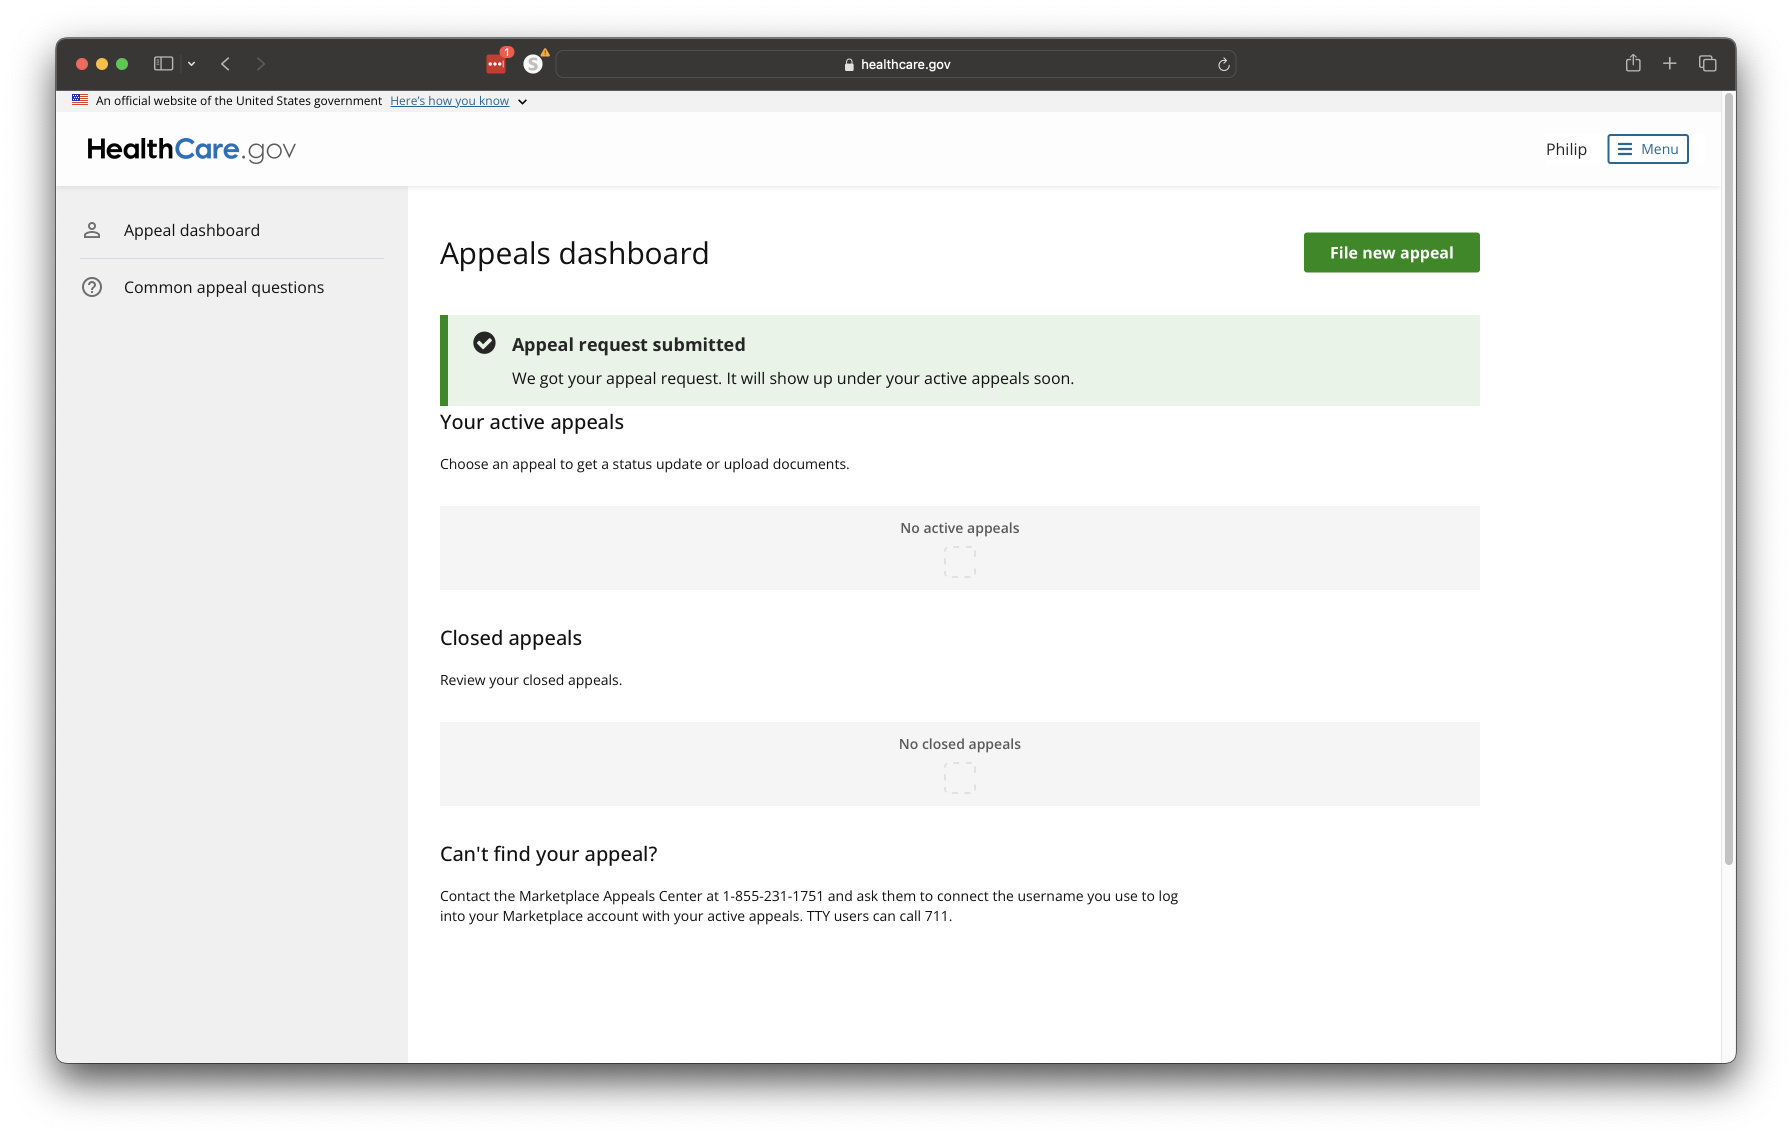 1
S
healthcare.gov
An official website of the United States government Here's how you know
HealthCare.gov
Philip
Menu
Appeal dashboard
Common appeal questions
Appeals dashboard
File new appeal
Appeal request submitted
We got your appeal request. It will show up under your active appeals soon.
Your active appeals
Choose an appeal to get a status update or upload documents.
No active appeals
Closed appeals
Review your closed appeals.
No closed appeals
Can't find your appeal?
Contact the Marketplace Appeals Center at 1-855-231-1751 and ask them to connect the username you use to log
into your Marketplace account with your active appeals. TTY users can call 711.